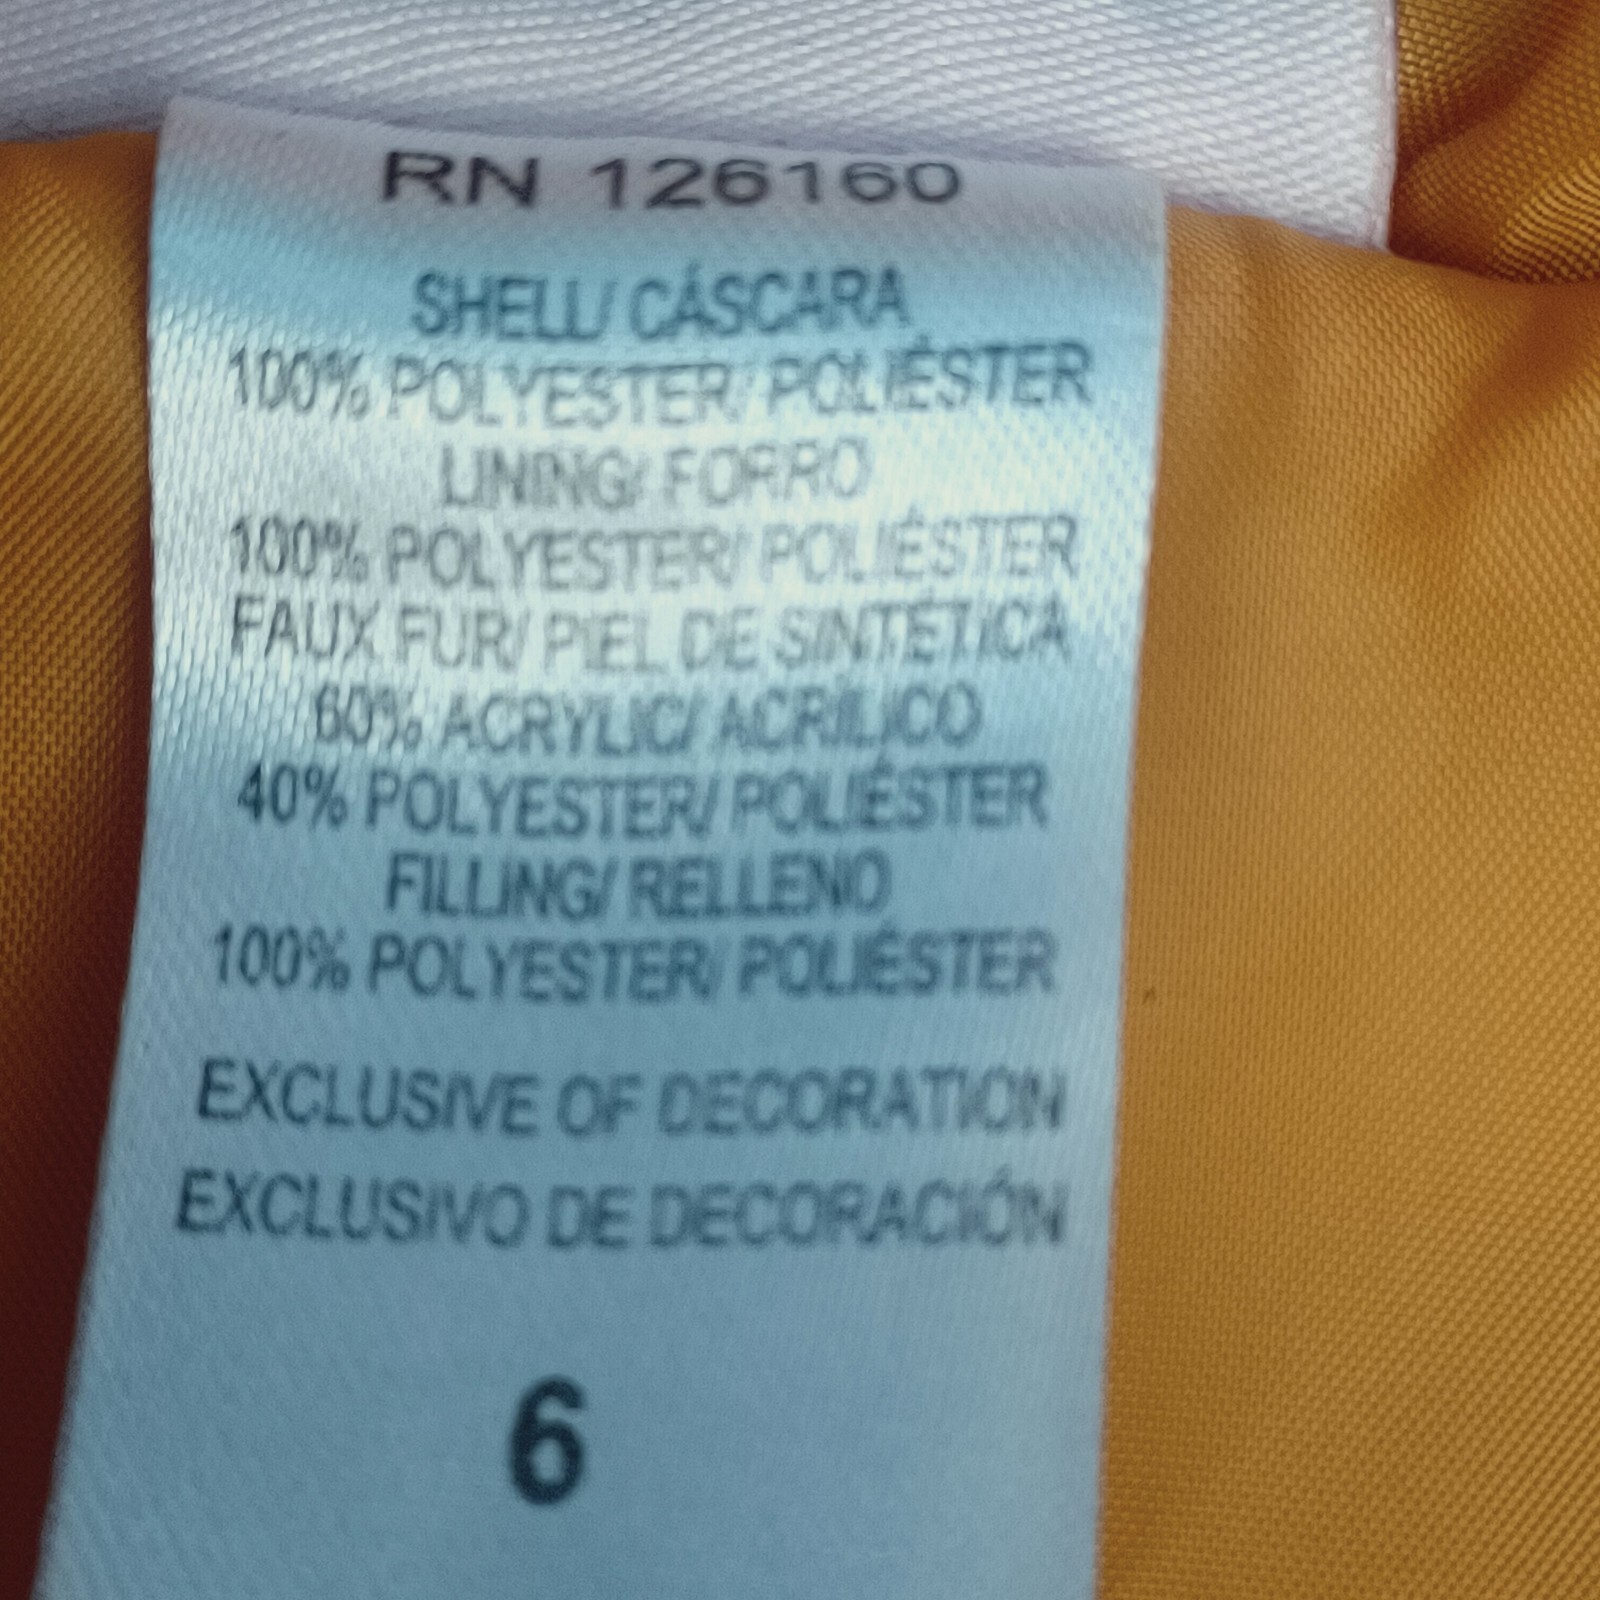 RN 126160
SHELL/ CÁSCARA
100% POLYESTER/ POLIÉSTER
LINING/ FORRO
100% POLYESTER/ POLIÉSTER
FAUX FUR/ PIEL DE SINTÉTICA
60% ACRYLIC/ ACRÍLICO
40% POLYESTER/ POLIÉSTER
FILLING/ RELLENO
100% POLYESTER/ POLIÉSTER
EXCLUSIVE OF DECORATION
EXCLUSIVO DE DECORACIÓN
6